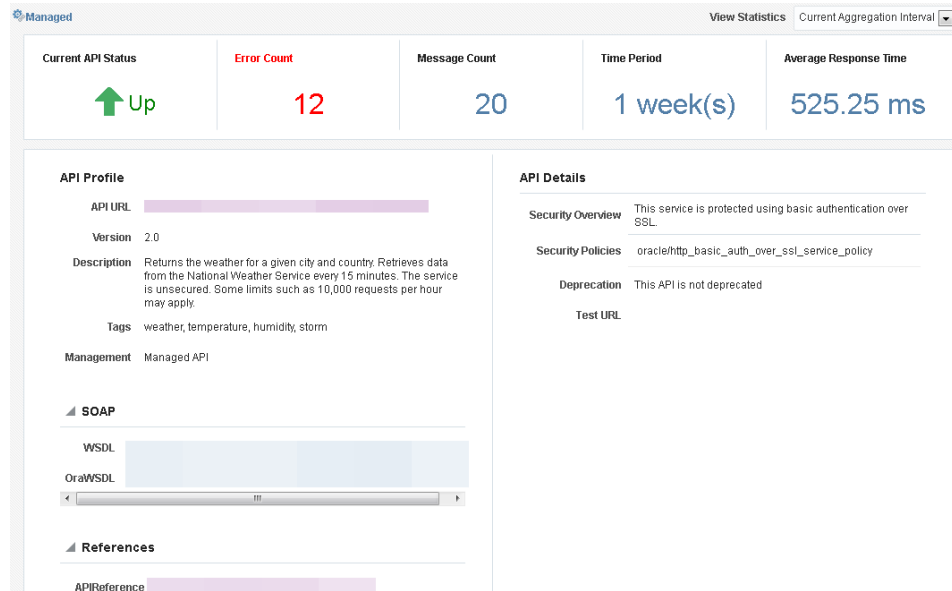 Managed
View Statistics Current Aggregation Interval
Current API Status Error Count Message Count Time Period Average Response Time
Up 12 20 1 week(s) 525.25 ms
API Profile
API URL
Version 2.0
Description Returns the weather for a given city and country. Retrieves data
from the National Weather Service every 15 minutes. The service
is unsecured. Some limits such as 10,000 requests per hour
may apply.
Tags weather, temperature, humidity, storm
Management Managed API
SOAP
WSDL
OraWSDL
References
APIReference
API Details
Security Overview This service is protected using basic authentication over
SSL.
Security Policies oracle/http_basic_auth_over_ssl_service_policy
Deprecation This API is not deprecated
Test URL